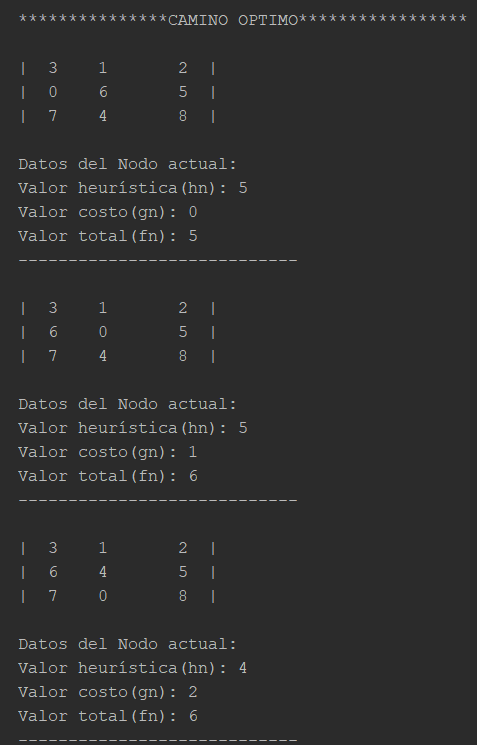 ***************CAMINO OPTIMO*****************
| 3 1 2 |
| 0 6 5 |
| 7 4 8 |
Datos del Nodo actual:
Valor heurística(hn): 5
Valor costo(gn): 0
Valor total(fn): 5
----------------------------
| 3 1 2 |
| 6 0 5 |
| 7 4 8 |
Datos del Nodo actual:
Valor heurística(hn): 5
Valor costo(gn): 1
Valor total(fn): 6
----------------------------
| 3 1 2 |
| 6 4 5 |
| 7 0 8 |
Datos del Nodo actual:
Valor heurística(hn): 4
Valor costo(gn): 2
Valor total(fn): 6
----------------------------